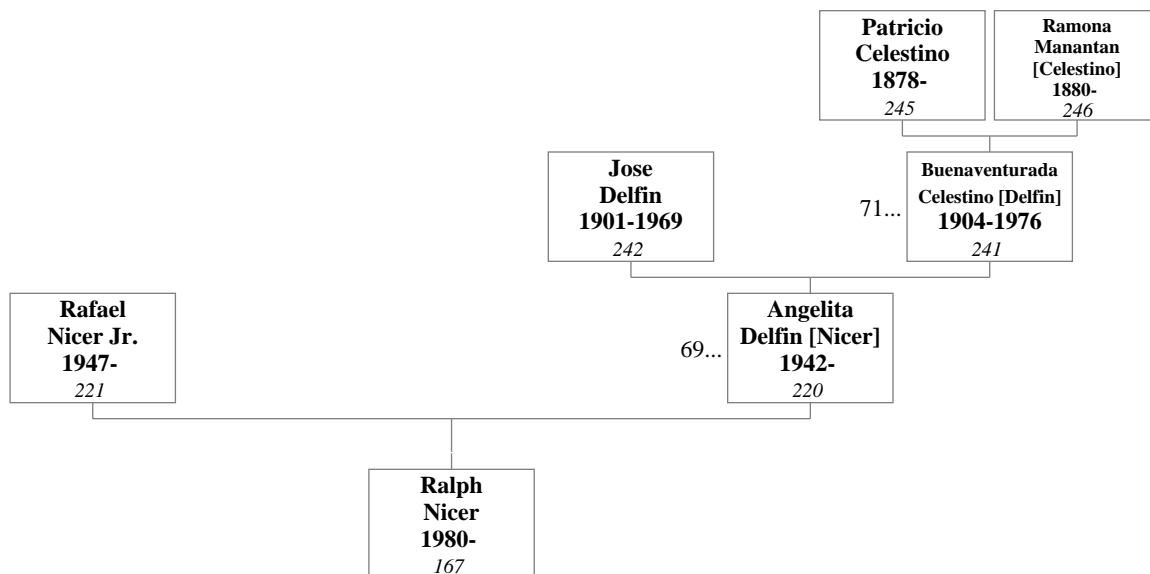 Patricio
Celestino
1878-
245
Ramona
Manantan
[Celestino]
1880-
246
Jose
Delfin
1901-1969
242
71...
Buenaventurada
Celestino [Delfin]
1904-1976
241
Rafael
Nicer Jr.
1947-
221
69...
Angelita
Delfin [Nicer]
1942-
220
Ralph
Nicer
1980-
167